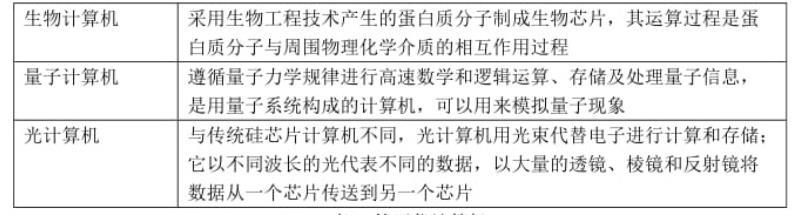 生物计算机
采用生物工程技术产生的蛋白质分子制成生物芯片，其运算过程是蛋
白质分子与周围物理化学介质的相互作用过程
量子计算机
遵循量子力学规律进行高速数学和逻辑运算、存储及处理量子信息，
是用量子系统构成的计算机，可以用来模拟量子现象
光计算机
与传统硅芯片计算机不同，光计算机用光束代替电子进行计算和存储；
它以不同波长的光代表不同的数据，以大量的透镜、棱镜和反射镜将
数据从一个芯片传送到另一个芯片